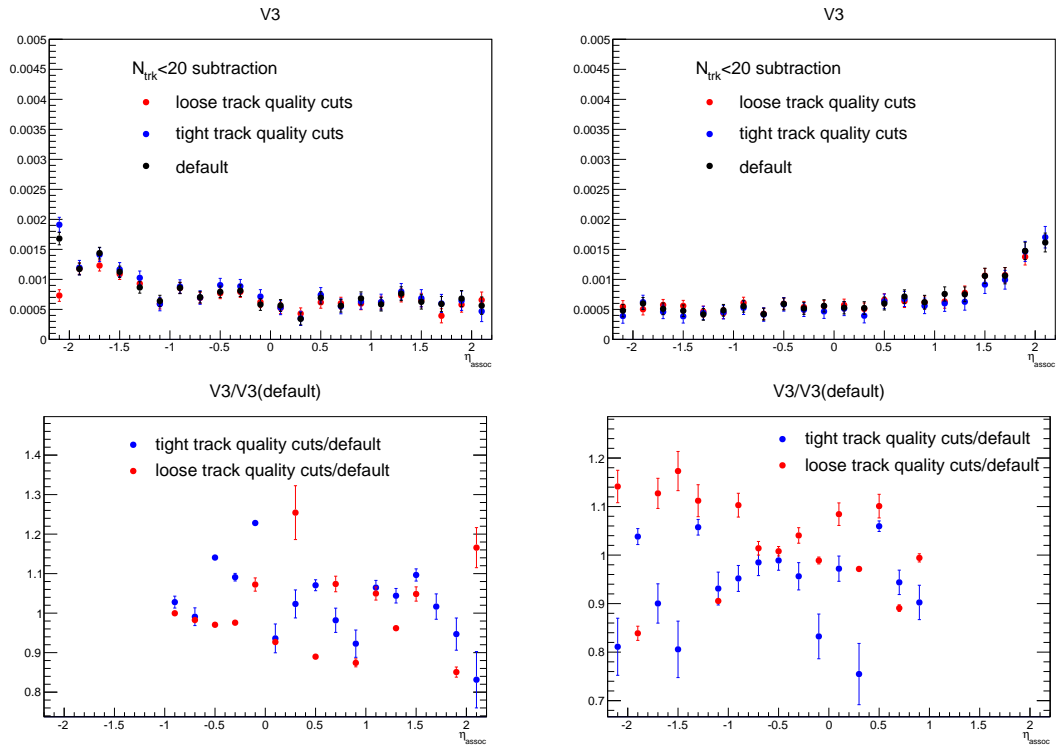 V3
0.005
0.0045
0.004
0.0035
0.003
0.0025
0.002
0.0015
0.001
0.0005
0
N_trk<20 subtraction
loose track quality cuts
tight track quality cuts
default
-2 -1.5 -1 -0.5 0 0.5 1 1.5 2
η_assoc
V3
0.005
0.0045
0.004
0.0035
0.003
0.0025
0.002
0.0015
0.001
0.0005
0
N_trk<20 subtraction
loose track quality cuts
tight track quality cuts
default
-2 -1.5 -1 -0.5 0 0.5 1 1.5 2
η_assoc
V3/V3(default)
1.4
1.3
1.2
1.1
1
0.9
0.8
tight track quality cuts/default
loose track quality cuts/default
-2 -1.5 -1 -0.5 0 0.5 1 1.5 2
η_assoc
V3/V3(default)
1.2
1.1
1
0.9
0.8
0.7
tight track quality cuts/default
loose track quality cuts/default
-2 -1.5 -1 -0.5 0 0.5 1 1.5 2
η_assoc